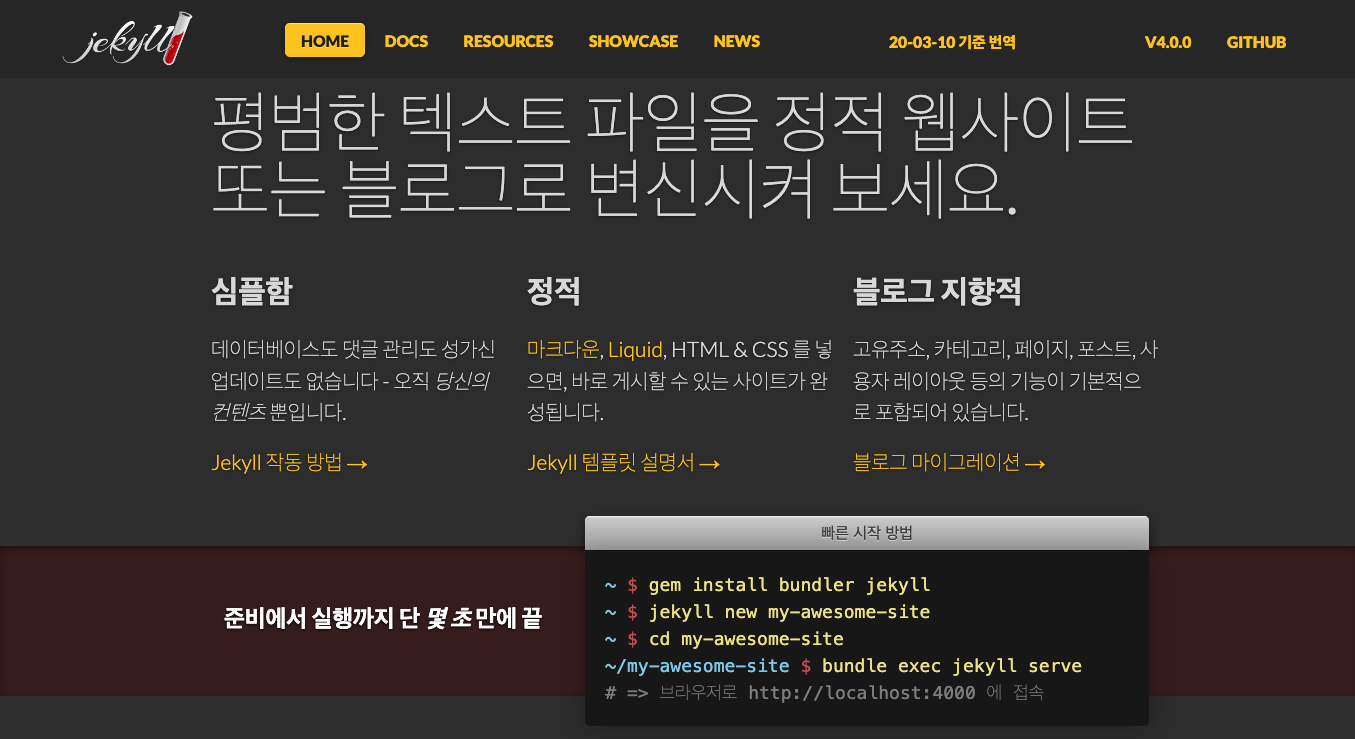 jekyll HOME DOCS RESOURCES SHOWCASE NEWS 20-03-10 기준 번역 V4.0.0 GITHUB
평범한 텍스트 파일을 정적 웹사이트
또는 블로그로 변신시켜 보세요.
심플함
데이터베이스도 댓글 관리도 성가신
업데이트도 없습니다 - 오직 당신의
컨텐츠 뿐입니다.
Jekyll 작동 방법 →
정적
마크다운, Liquid, HTML & CSS 를 넣
으면, 바로 게시할 수 있는 사이트가 완
성됩니다.
Jekyll 템플릿 설명서 →
블로그 지향적
고유주소, 카테고리, 페이지, 포스트, 사
용자 레이아웃 등의 기능이 기본적으
로 포함되어 있습니다.
블로그 마이그레이션 →
준비에서 실행까지 단 몇 초 만에 끝
빠른 시작 방법
~ $ gem install bundler jekyll
~ $ jekyll new my-awesome-site
~ $ cd my-awesome-site
~/my-awesome-site $ bundle exec jekyll serve
# => 브라우저로 http://localhost:4000 에 접속